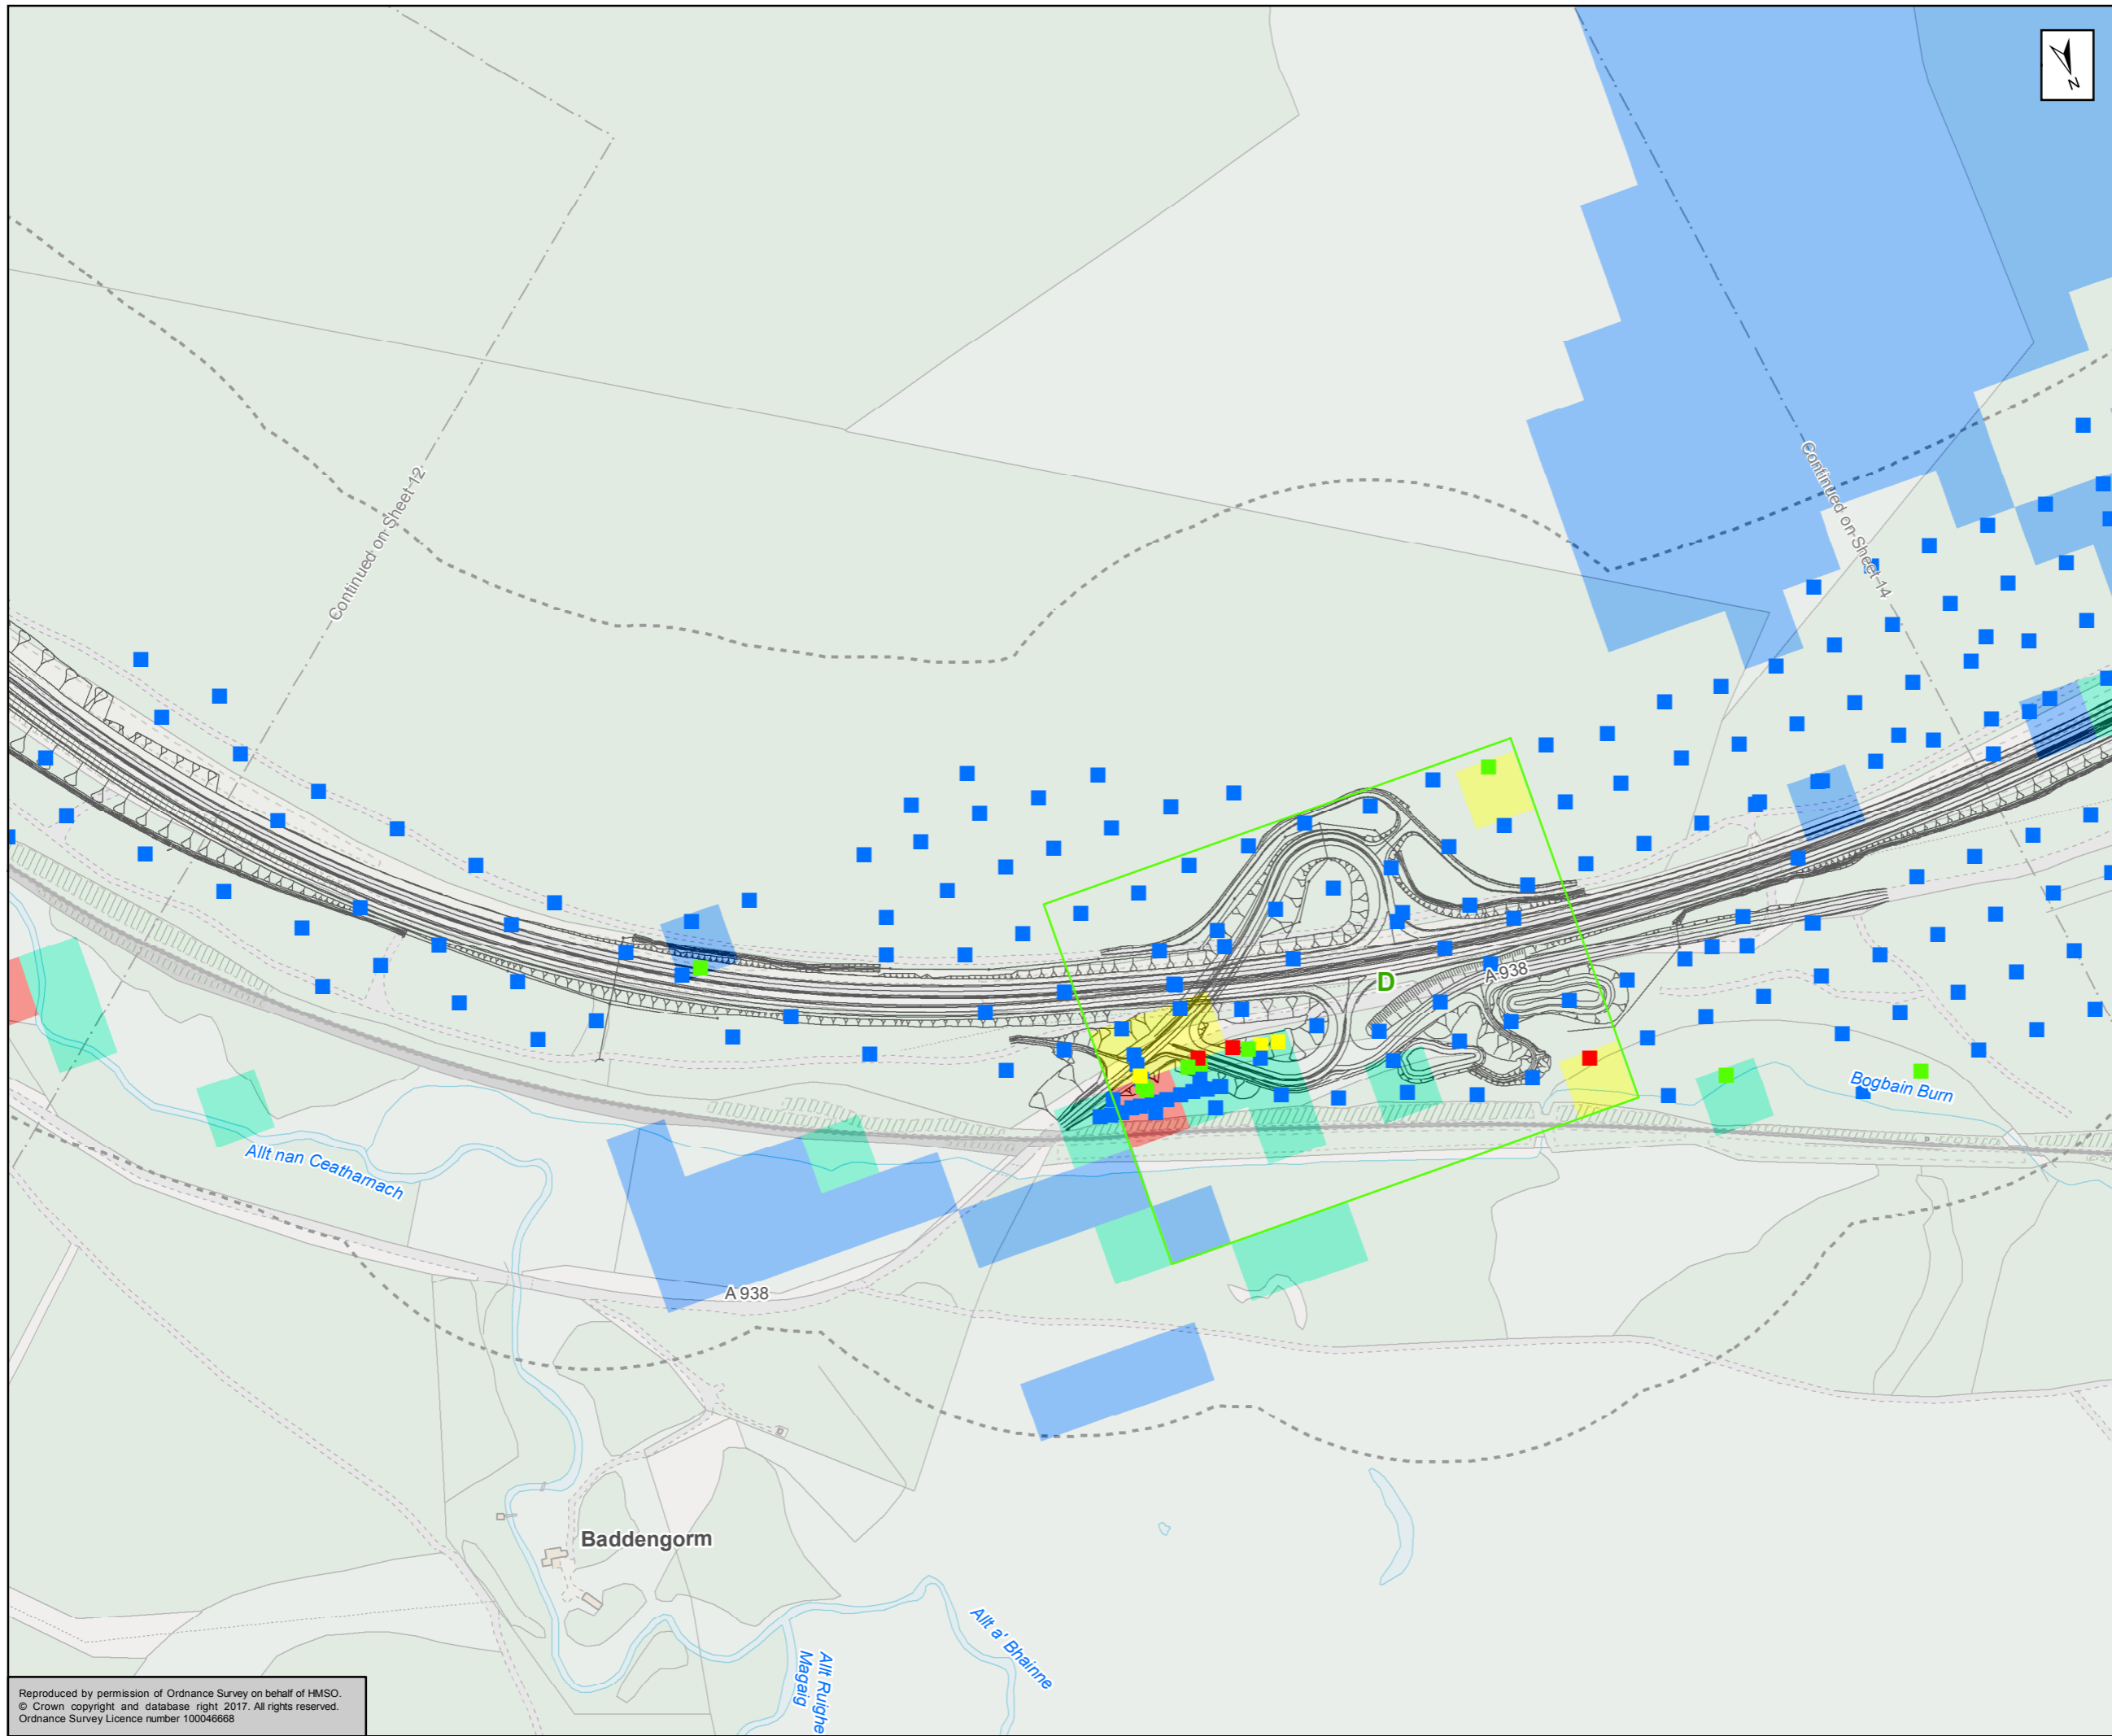 N
Continued on Sheet 12
Continued on Sheet 14
D
A 938
Bogbain Burn
Allt nan Ceatharnach
A 938
Baddengorm
Allt a' Bhainne
Allt Ruighe
Magaig
Reproduced by permission of Ordnance Survey on behalf of HMSO.
© Crown copyright and database right 2017. All rights reserved.
Ordnance Survey Licence number 100046668